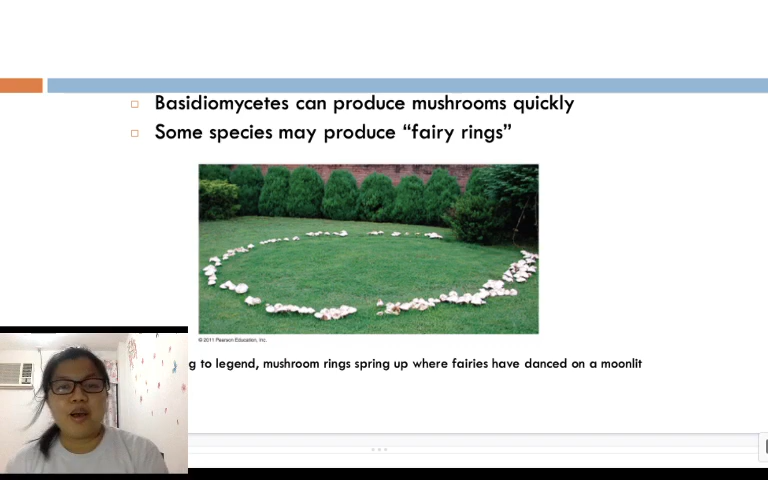 Basidiomycetes can produce mushrooms quickly
Some species may produce “fairy rings”
© 2011 Pearson Education, Inc.
g to legend, mushroom rings spring up where fairies have danced on a moonlit